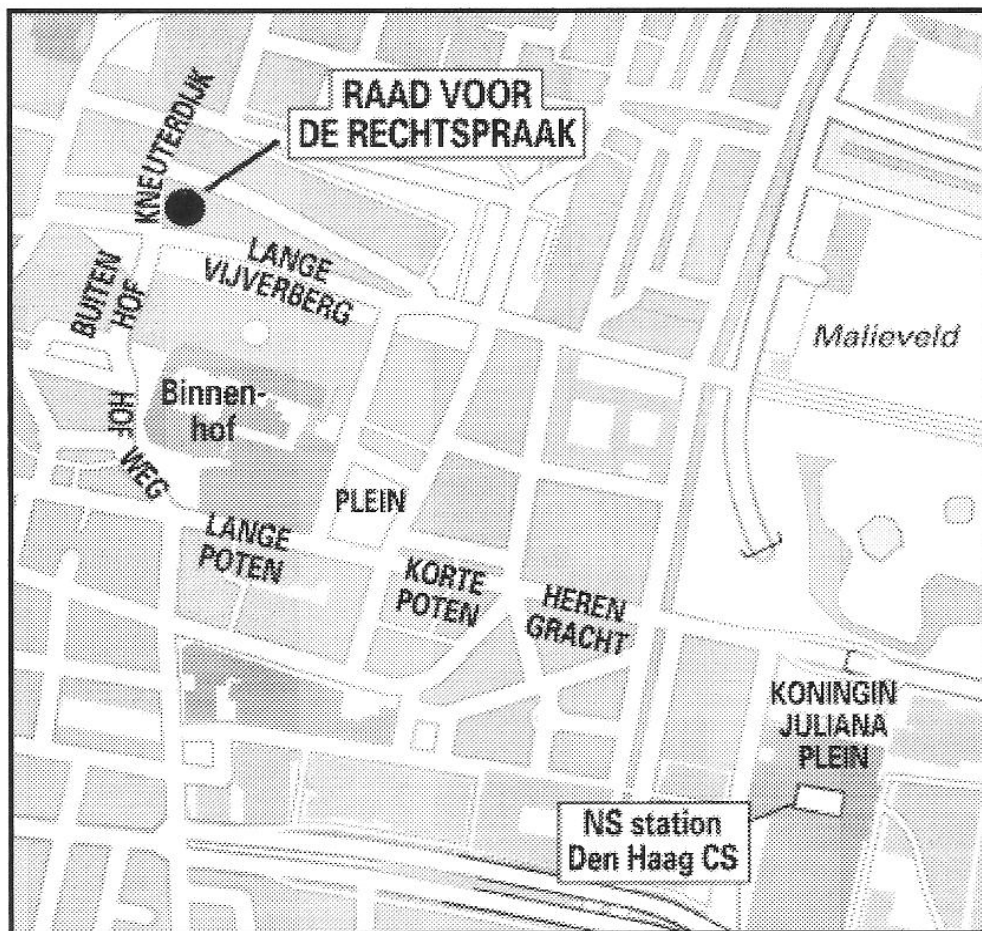 RAAD VOOR
DE RECHTSPRAAK
KNEUTERDIJK
LANGE
VIJVERBERG
BUITEN
HOF
Malieveld
Binnen-
hof
HOF
WEG
PLEIN
LANGE
POTEN
KORTE
POTEN
HEREN
GRACHT
KONINGIN
JULIANA
PLEIN
NS station
Den Haag CS